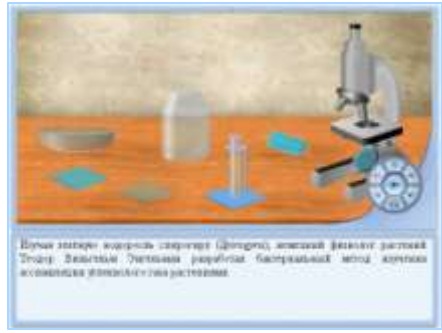 Изучая зеленую водоросль спирогиру (Spirogyra), немецкий физиолог растений
Теодор Вильгельм Энгельман разработал бактериальный метод изучения
ассимиляции углекислого газа растениями.